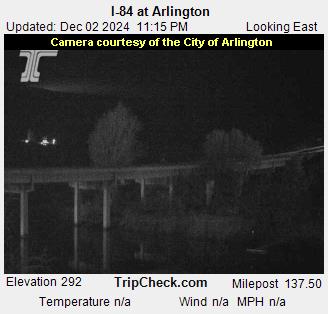 I-84 at Arlington
Updated: Dec 02 2024 11:15 PM Looking East
Camera courtesy of the City of Arlington
Elevation 292 TripCheck.com Milepost 137.50
Temperature n/a Wind n/a MPH n/a